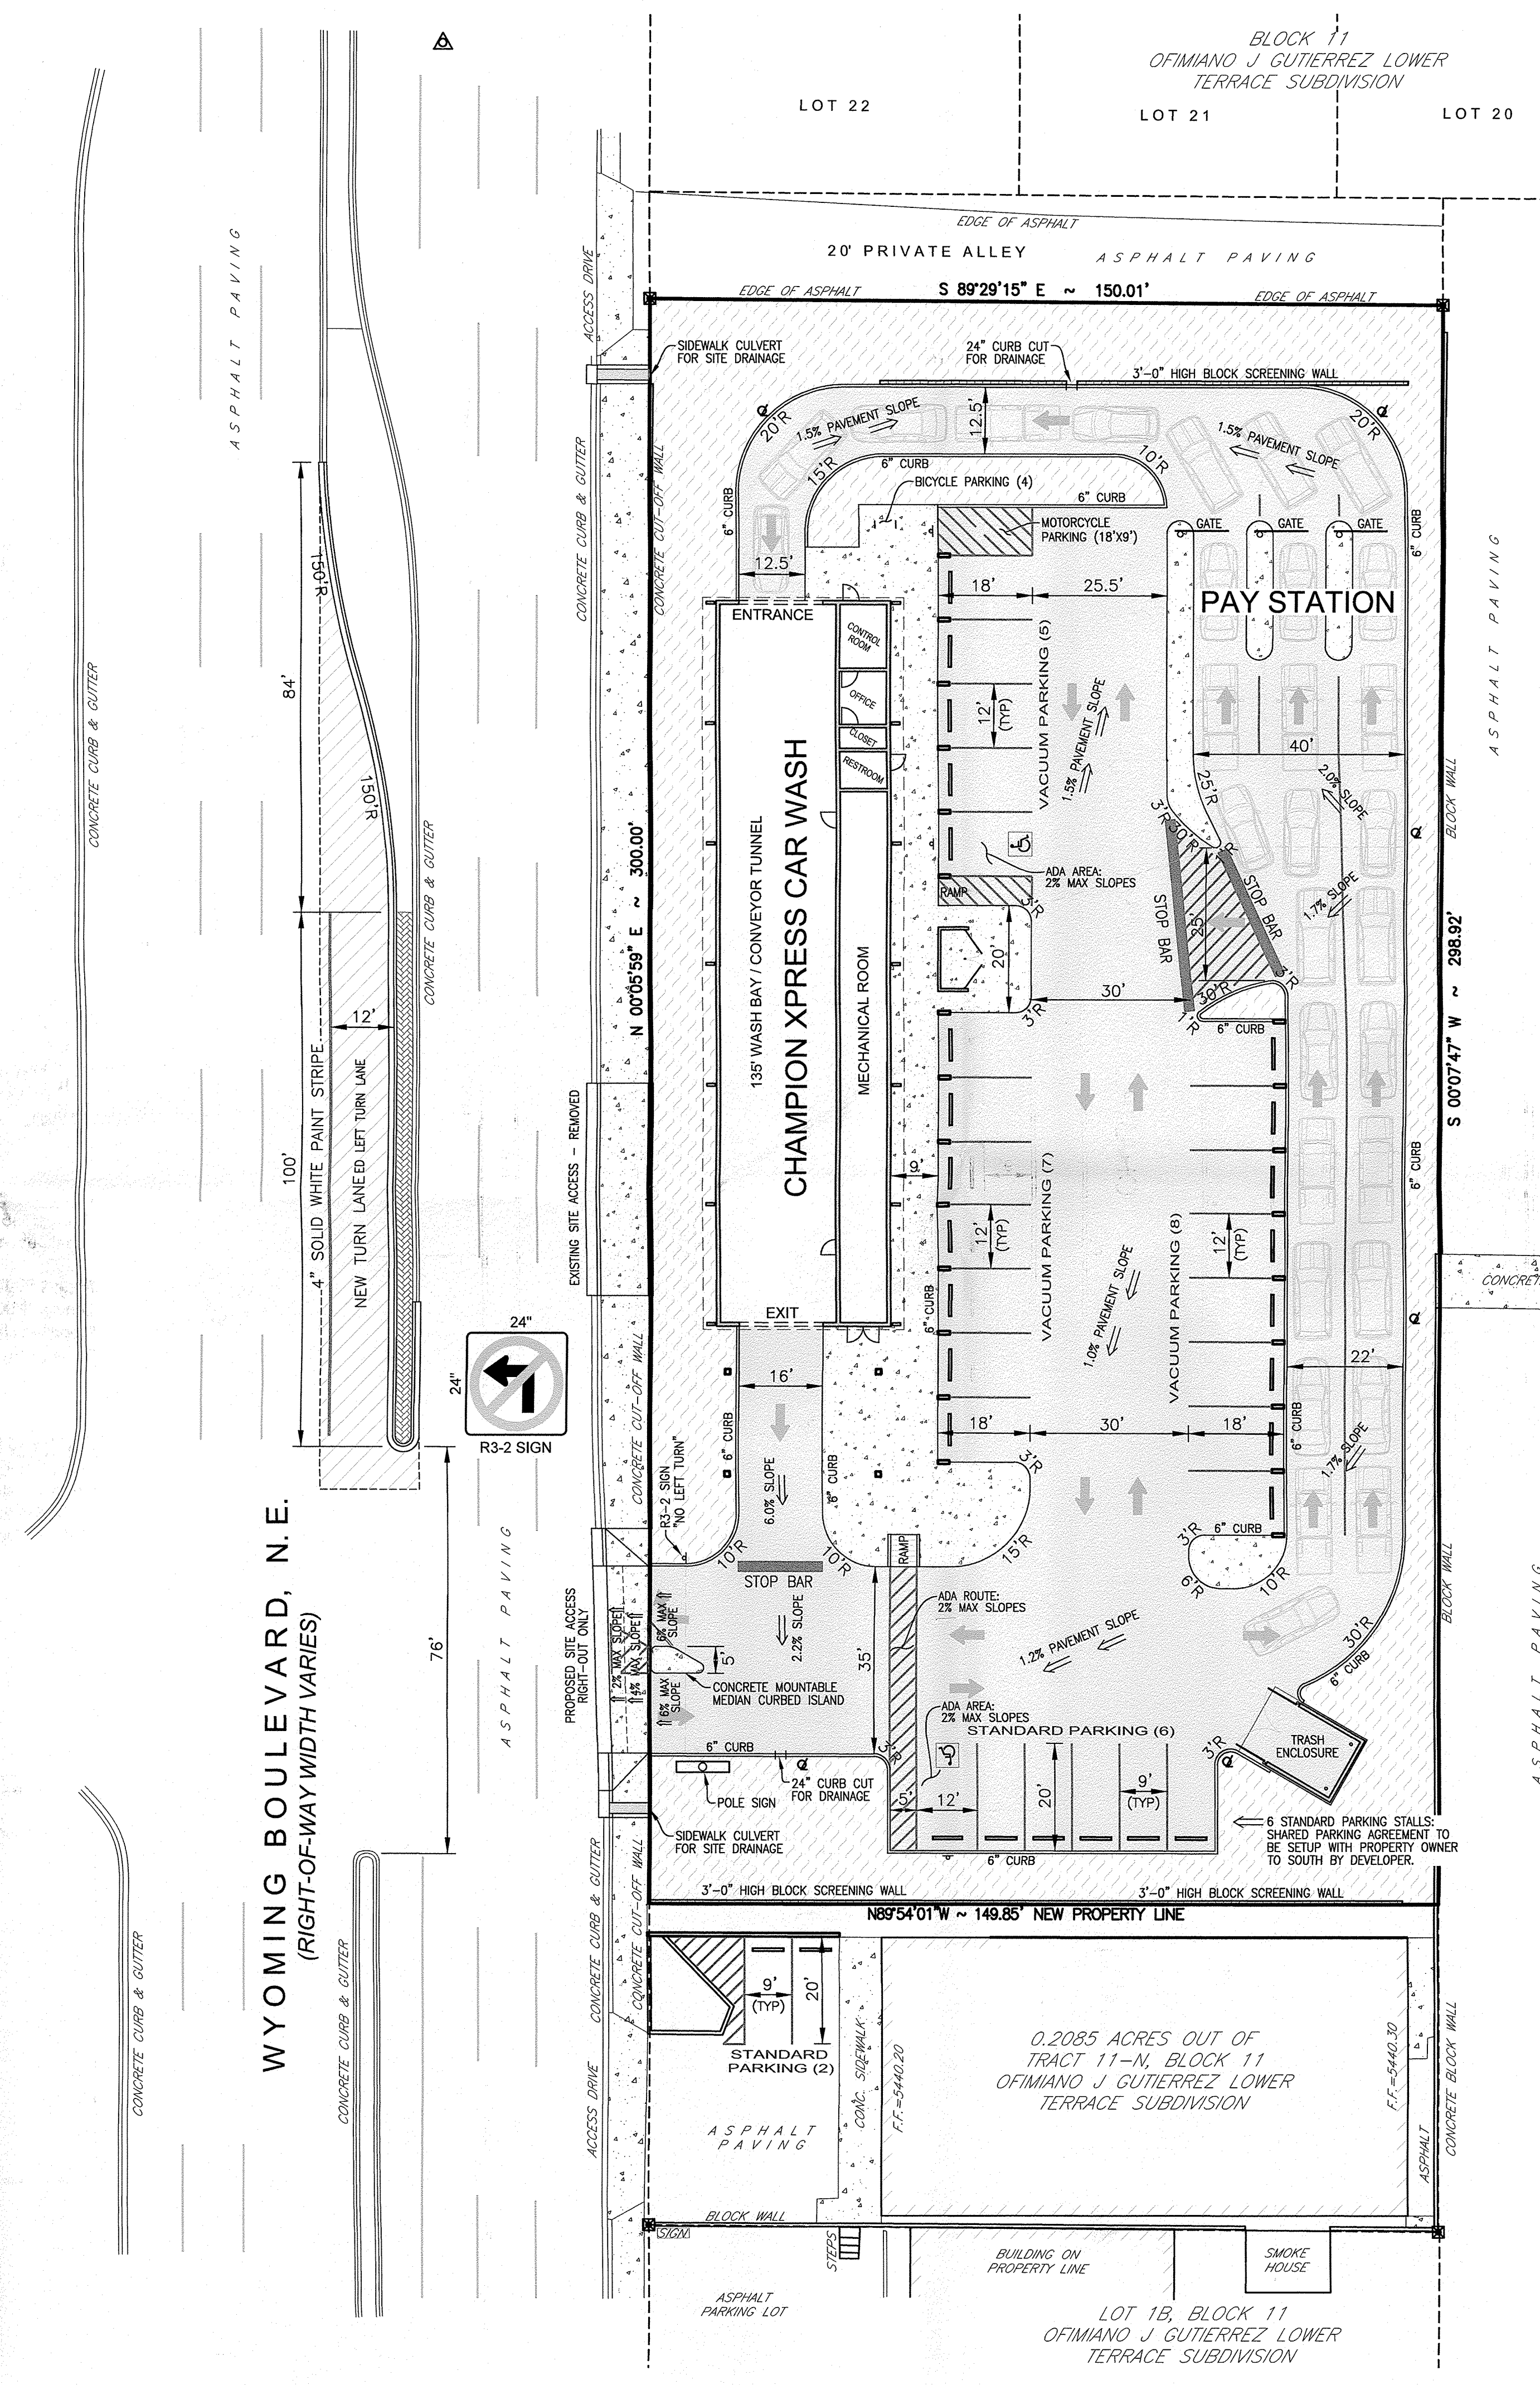 BLOCK 11
OFIMIANO J GUTIERREZ LOWER
TERRACE SUBDIVISION
LOT 22
LOT 21
LOT 20
EDGE OF ASPHALT
20' PRIVATE ALLEY
ASPHALT PAVING
EDGE OF ASPHALT
S 89°29'15" E ~ 150.01'
EDGE OF ASPHALT
ACCESS DRIVE
ASPHALT PAVING
SIDEWALK CULVERT
FOR SITE DRAINAGE
24" CURB CUT
FOR DRAINAGE
3'-0" HIGH BLOCK SCREENING WALL
20'R
1.5% PAVEMENT SLOPE
12.5'
1.5% PAVEMENT SLOPE
20'R
15'R
6" CURB
10'R
BICYCLE PARKING (4)
6" CURB
6" CURB
CONCRETE CURB & GUTTER
CONCRETE CUT-OFF WALL
MOTORCYCLE
PARKING (18'X9')
GATE
GATE
GATE
6" CURB
ASPHALT PAVING
12.5'
18'
25.5'
PAY STATION
ENTRANCE
CONTROL
ROOM
OFFICE
CLOSET
RESTROOM
VACUUM PARKING (5)
12'
(TYP)
1.5% PAVEMENT SLOPE
40'
2.0% SLOPE
25'R
3'R
30'R
1'R
BLOCK WALL
150'R
84'
150'R
CONCRETE CURB & GUTTER
CONCRETE CURB & GUTTER
N 00°05'59" E ~ 300.00'
135' WASH BAY / CONVEYOR TUNNEL
CHAMPION XPRESS CAR WASH
MECHANICAL ROOM
ADA AREA:
2% MAX SLOPES
RAMP
3'R
20'
3'R
30'
STOP BAR
25'
STOP BAR
1.7% SLOPE
30'R
3'R
1'R
6" CURB
S 00°07'47" W ~ 298.92'
12'
100'
4" SOLID WHITE PAINT STRIPE
NEW TURN LANED LEFT TURN LANE
EXISTING SITE ACCESS - REMOVED
9'
VACUUM PARKING (7)
12'
(TYP)
VACUUM PARKING (8)
12'
(TYP)
1.0% PAVEMENT SLOPE
6" CURB
6" CURB
CONCRETE
EXIT
24"
24"
R3-2 SIGN
16'
18'
30'
18'
22'
6" CURB
1.7% SLOPE
CONCRETE CUT-OFF WALL
R3-2 SIGN
"NO LEFT TURN"
6" CURB
6.0% SLOPE
6" CURB
3'R
10'R
10'R
STOP BAR
RAMP
15'R
3'R
6" CURB
6'R
10'R
30'R
6" CURB
BLOCK WALL
ASPHALT PAVING
WYOMING BOULEVARD, N.E.
(RIGHT-OF-WAY WIDTH VARIES)
76'
ASPHALT PAVING
PROPOSED SITE ACCESS
RIGHT-OUT ONLY
2% MAX SLOPE
4% MAX SLOPE
6% MAX
SLOPE
6% MAX
SLOPE
5'
2.2% SLOPE
35'
ADA ROUTE:
2% MAX SLOPES
1.2% PAVEMENT SLOPE
CONCRETE MOUNTABLE
MEDIAN CURBED ISLAND
ADA AREA:
2% MAX SLOPES
STANDARD PARKING (6)
6" CURB
3'R
24" CURB CUT
FOR DRAINAGE
POLE SIGN
5'
12'
20'
9'
(TYP)
3'R
TRASH
ENCLOSURE
6 STANDARD PARKING STALLS:
SHARED PARKING AGREEMENT TO
BE SETUP WITH PROPERTY OWNER
TO SOUTH BY DEVELOPER.
SIDEWALK CULVERT
FOR SITE DRAINAGE
6" CURB
3'-0" HIGH BLOCK SCREENING WALL
3'-0" HIGH BLOCK SCREENING WALL
N89°54'01"W ~ 149.85' NEW PROPERTY LINE
CONCRETE CURB & GUTTER
CONCRETE CURB & GUTTER
CONCRETE CURB & GUTTER
CONCRETE CUT-OFF WALL
ACCESS DRIVE
9'
(TYP)
20'
STANDARD
PARKING (2)
CONC. SIDEWALK
F.F.=5440.20
0.2085 ACRES OUT OF
TRACT 11-N, BLOCK 11
OFIMIANO J GUTIERREZ LOWER
TERRACE SUBDIVISION
F.F.=5440.30
CONCRETE BLOCK WALL
ASPHALT
ASPHALT
PAVING
BLOCK WALL
SIGN
STEPS
BUILDING ON
PROPERTY LINE
SMOKE
HOUSE
ASPHALT
PARKING LOT
LOT 1B, BLOCK 11
OFIMIANO J GUTIERREZ LOWER
TERRACE SUBDIVISION